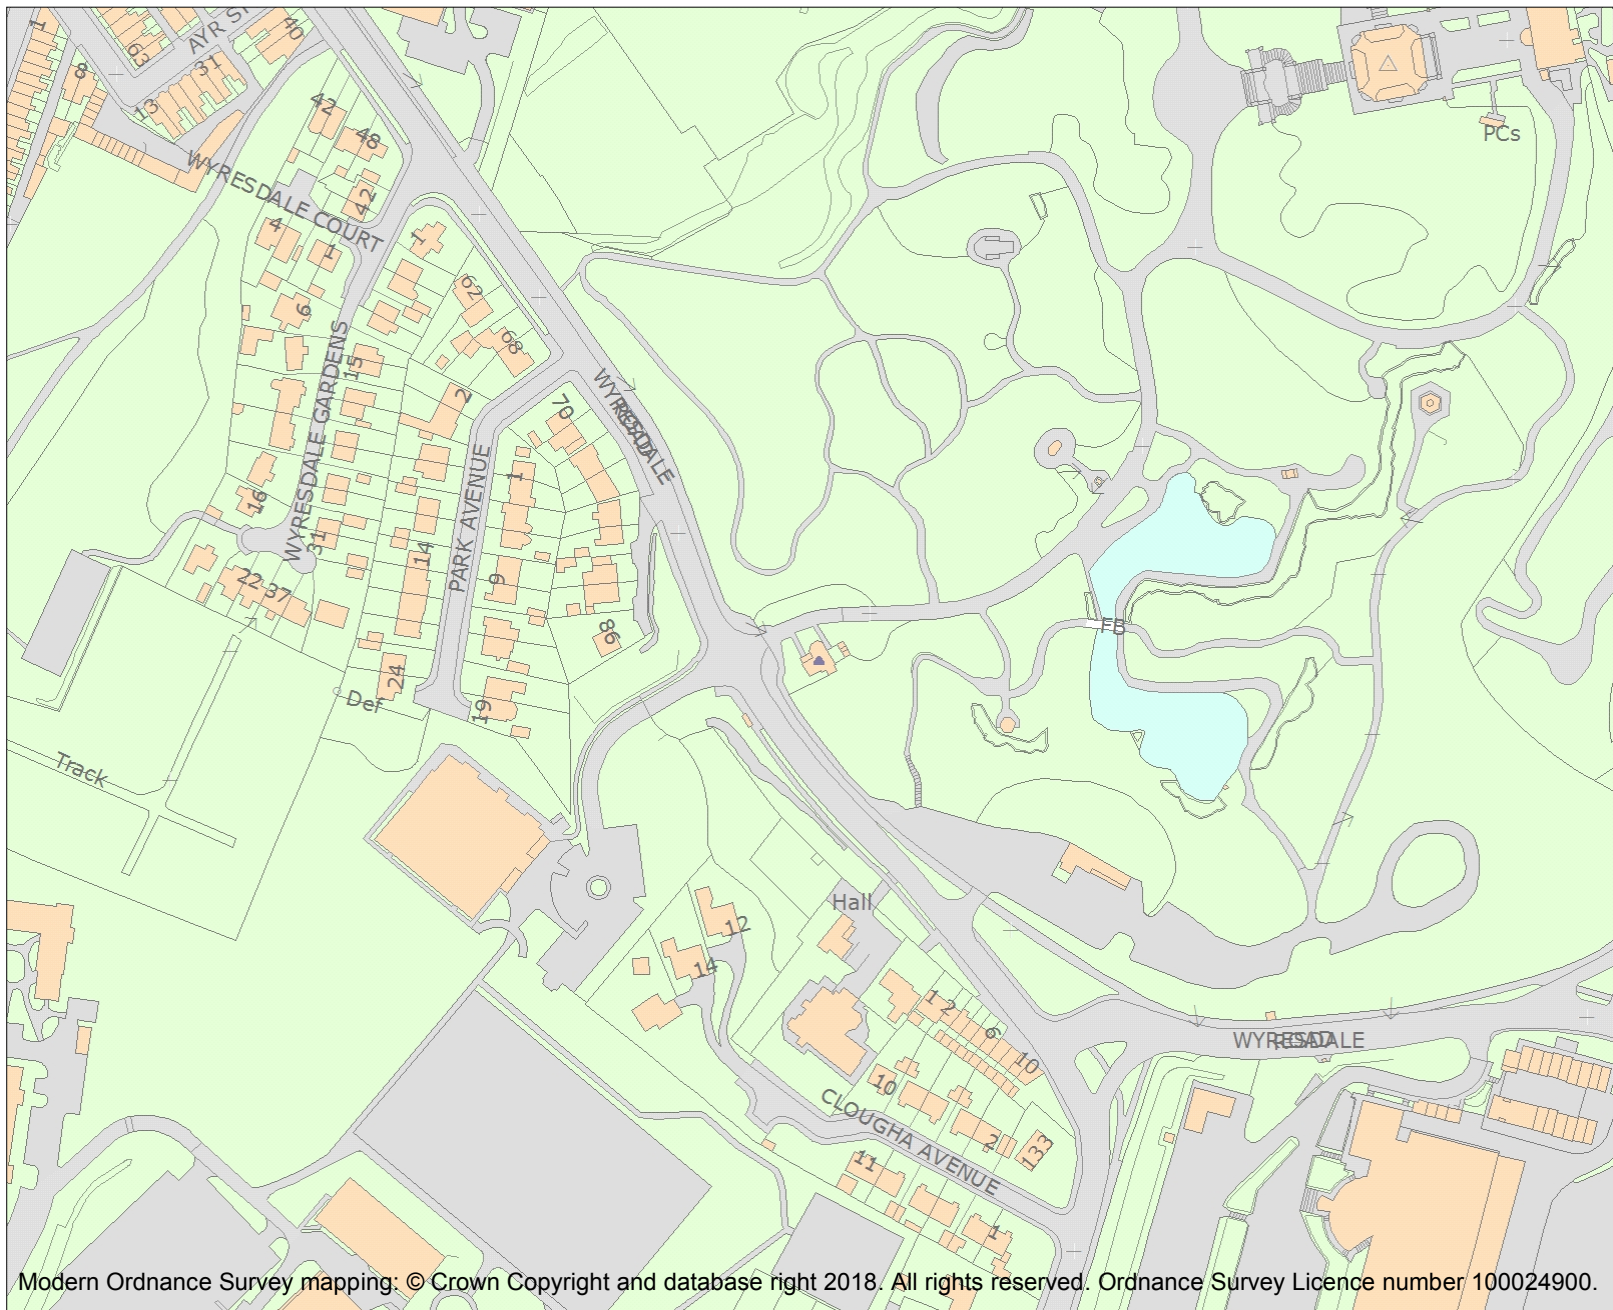 1
63
AYR ST
40
8
31
13
42
48
WYRESDALE COURT
42
4
1
1
6
62
68
PCs
WYRESDALE GARDENS
15
2
70
WYRESDALE
ROAD
PARK AVENUE
1
16
31
14
9
22
37
86
FB
24
Def
19
Track
Hall
12
14
1 2
6
10
10
WYRESDALE
ROAD
CLOUGHA AVENUE
2
133
11
1
Modern Ordnance Survey mapping: © Crown Copyright and database right 2018. All rights reserved. Ordnance Survey Licence number 100024900.